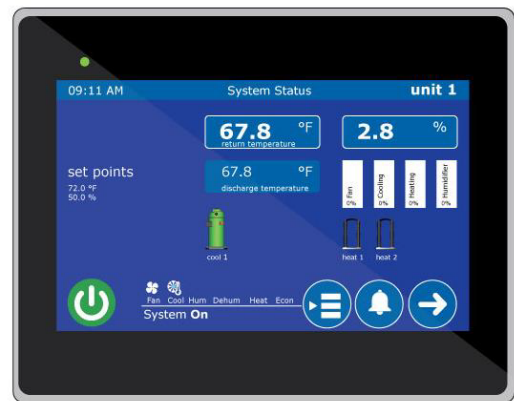 09:11 AM System Status unit 1
67.8 °F
return temperature
2.8 %
set points
72.0 °F
50.0 %
67.8 °F
discharge temperature
Fan
0%
Cooling
0%
Heating
0%
Humidifier
0%
cool 1
heat 1 heat 2
Fan Cool Hum Dehum Heat Econ
System On